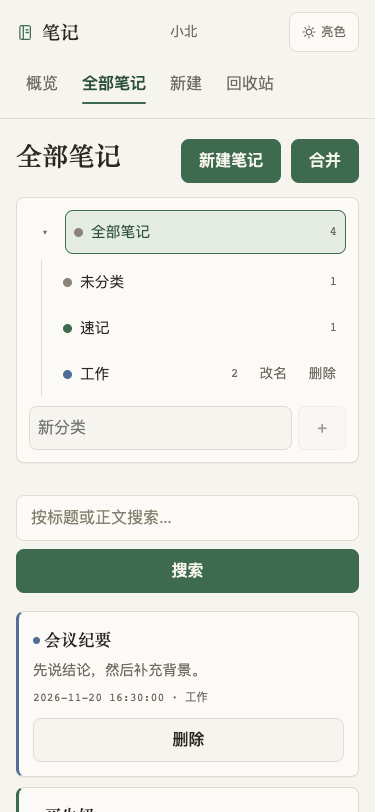 笔记
小北
亮色
概览 全部笔记 新建 回收站
全部笔记
新建笔记 合并
全部笔记 4
未分类 1
速记 1
工作 2 改名 删除
新分类 +
按标题或正文搜索…
搜索
会议纪要
先说结论，然后补充背景。
2026-11-20 16:30:00 · 工作
删除